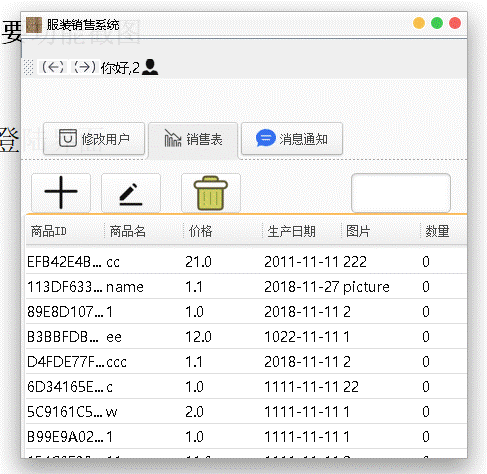 服装销售系统
要功能截图
(←) (→) 你好,2
登陆
修改用户 销售表 消息通知
商品ID 商品名 价格 生产日期 图片 数量
EFB42E4B... cc 21.0 2011-11-11 222 0
113DF633... name 1.1 2018-11-27 picture 0
89E8D107... 1 1.0 2018-11-11 2 0
B3BBFDB... ee 12.0 1022-11-11 1 0
D4FDE77F... ccc 1.1 2018-11-11 2 0
6D34165E... c 1.0 1111-11-11 22 0
5C9161C5... w 2.0 1111-11-11 1 0
B99E9A02... 1 1.0 1111-11-11 1 0